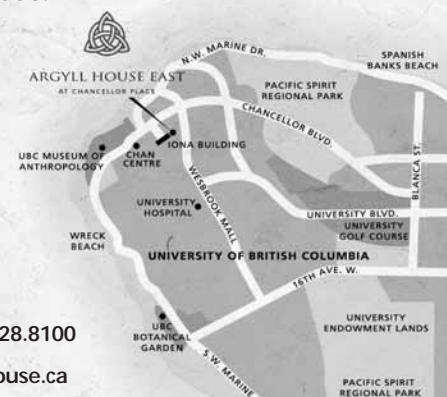 N.W. MARINE DR.
SPANISH
BANKS BEACH
ARGYLL HOUSE EAST
AT CHANCELLOR PLACE
PACIFIC SPIRIT
REGIONAL PARK
CHANCELLOR BLVD.
BLANCA ST.
IONA BUILDING
UBC MUSEUM OF
ANTHROPOLOGY
CHAN
CENTRE
WESBROOK MALL
UNIVERSITY
HOSPITAL
UNIVERSITY BLVD.
UNIVERSITY
GOLF COURSE
WRECK
BEACH
UNIVERSITY OF BRITISH COLUMBIA
16TH AVE. W.
UBC
BOTANICAL
GARDEN
UNIVERSITY
ENDOWMENT LANDS
28.8100
S.W. MARINE
ouse.ca
PACIFIC SPIRIT
REGIONAL PARK